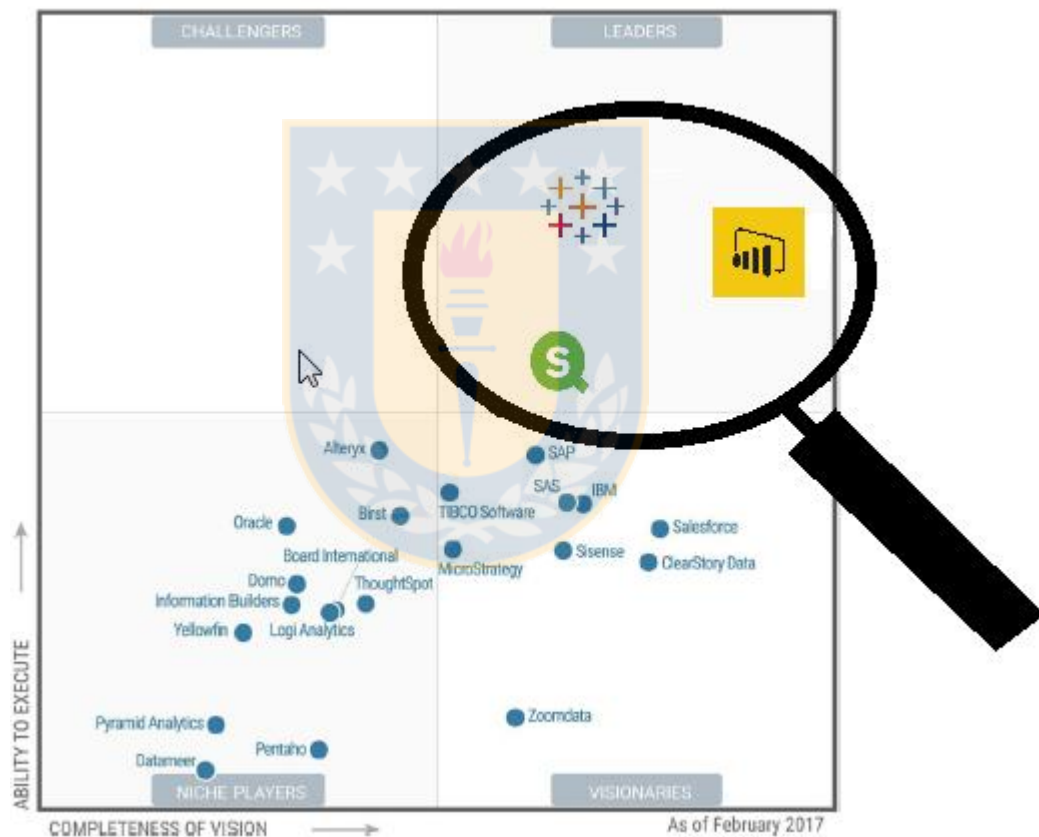 CHALLENGERS
LEADERS
S
Alteryx
SAP
SAS
IBM
TIBCO Software
Birst
Oracle
Salesforce
Board International
MicroStrategy
Sisense
ClearStory Data
Domo
ThoughtSpot
Information Builders
Yellowfin
Logi Analytics
Pyramid Analytics
Zoomdata
Pentaho
Datameer
NICHE PLAYERS
VISIONARIES
ABILITY TO EXECUTE
COMPLETENESS OF VISION
As of February 2017